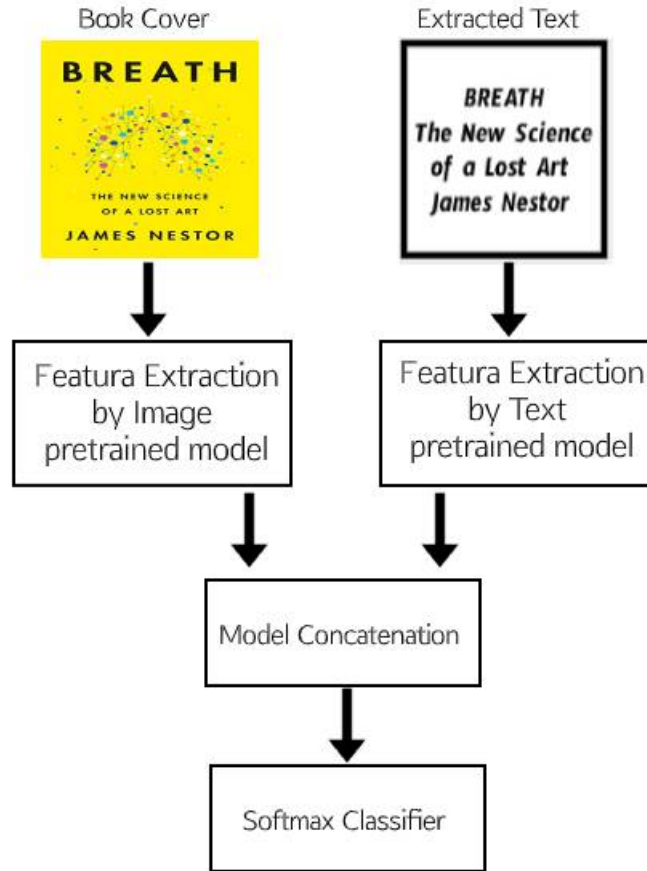 Book Cover
BREATH
THE NEW SCIENCE
OF A LOST ART
JAMES NESTOR
Extracted Text
BREATH
The New Science
of a Lost Art
James Nestor
Featura Extraction
by Image
pretrained model
Featura Extraction
by Text
pretrained model
Model Concatenation
Softmax Classifier